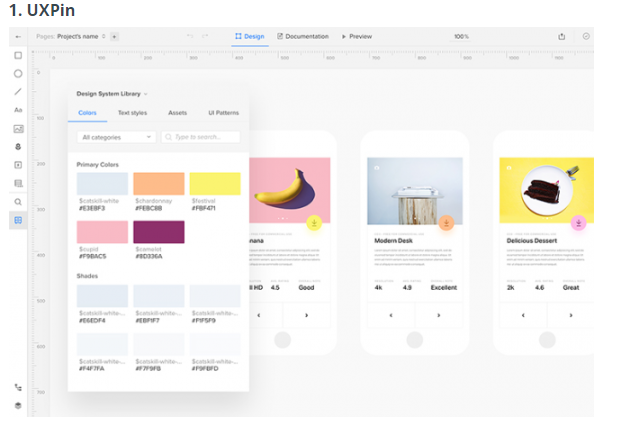 1. UXPin
Pages: Project's name
Design
Documentation
Preview
100%
Design System Library
Colors
Text styles
Assets
UI Patterns
All categories
Type to search...
Primary Colors
$catskill-white
#E3EBF3
$chardonnay
#FEBC8B
$festival
#FBF471
$cupid
#F9BAC5
$camelot
#8D336A
Shades
$catskill-white-...
#E6EDF4
$catskill-white-...
#EBF1F7
$catskill-white-...
#F1F5F9
$catskill-white-...
#F4F7FA
$catskill-white-...
#F7F9FB
$catskill-white-...
#F9FBFD
Aa
nana
HD
4.5
Good
Modern Desk
4k
4.9
Excellent
Delicious Dessert
2k
4.6
Great